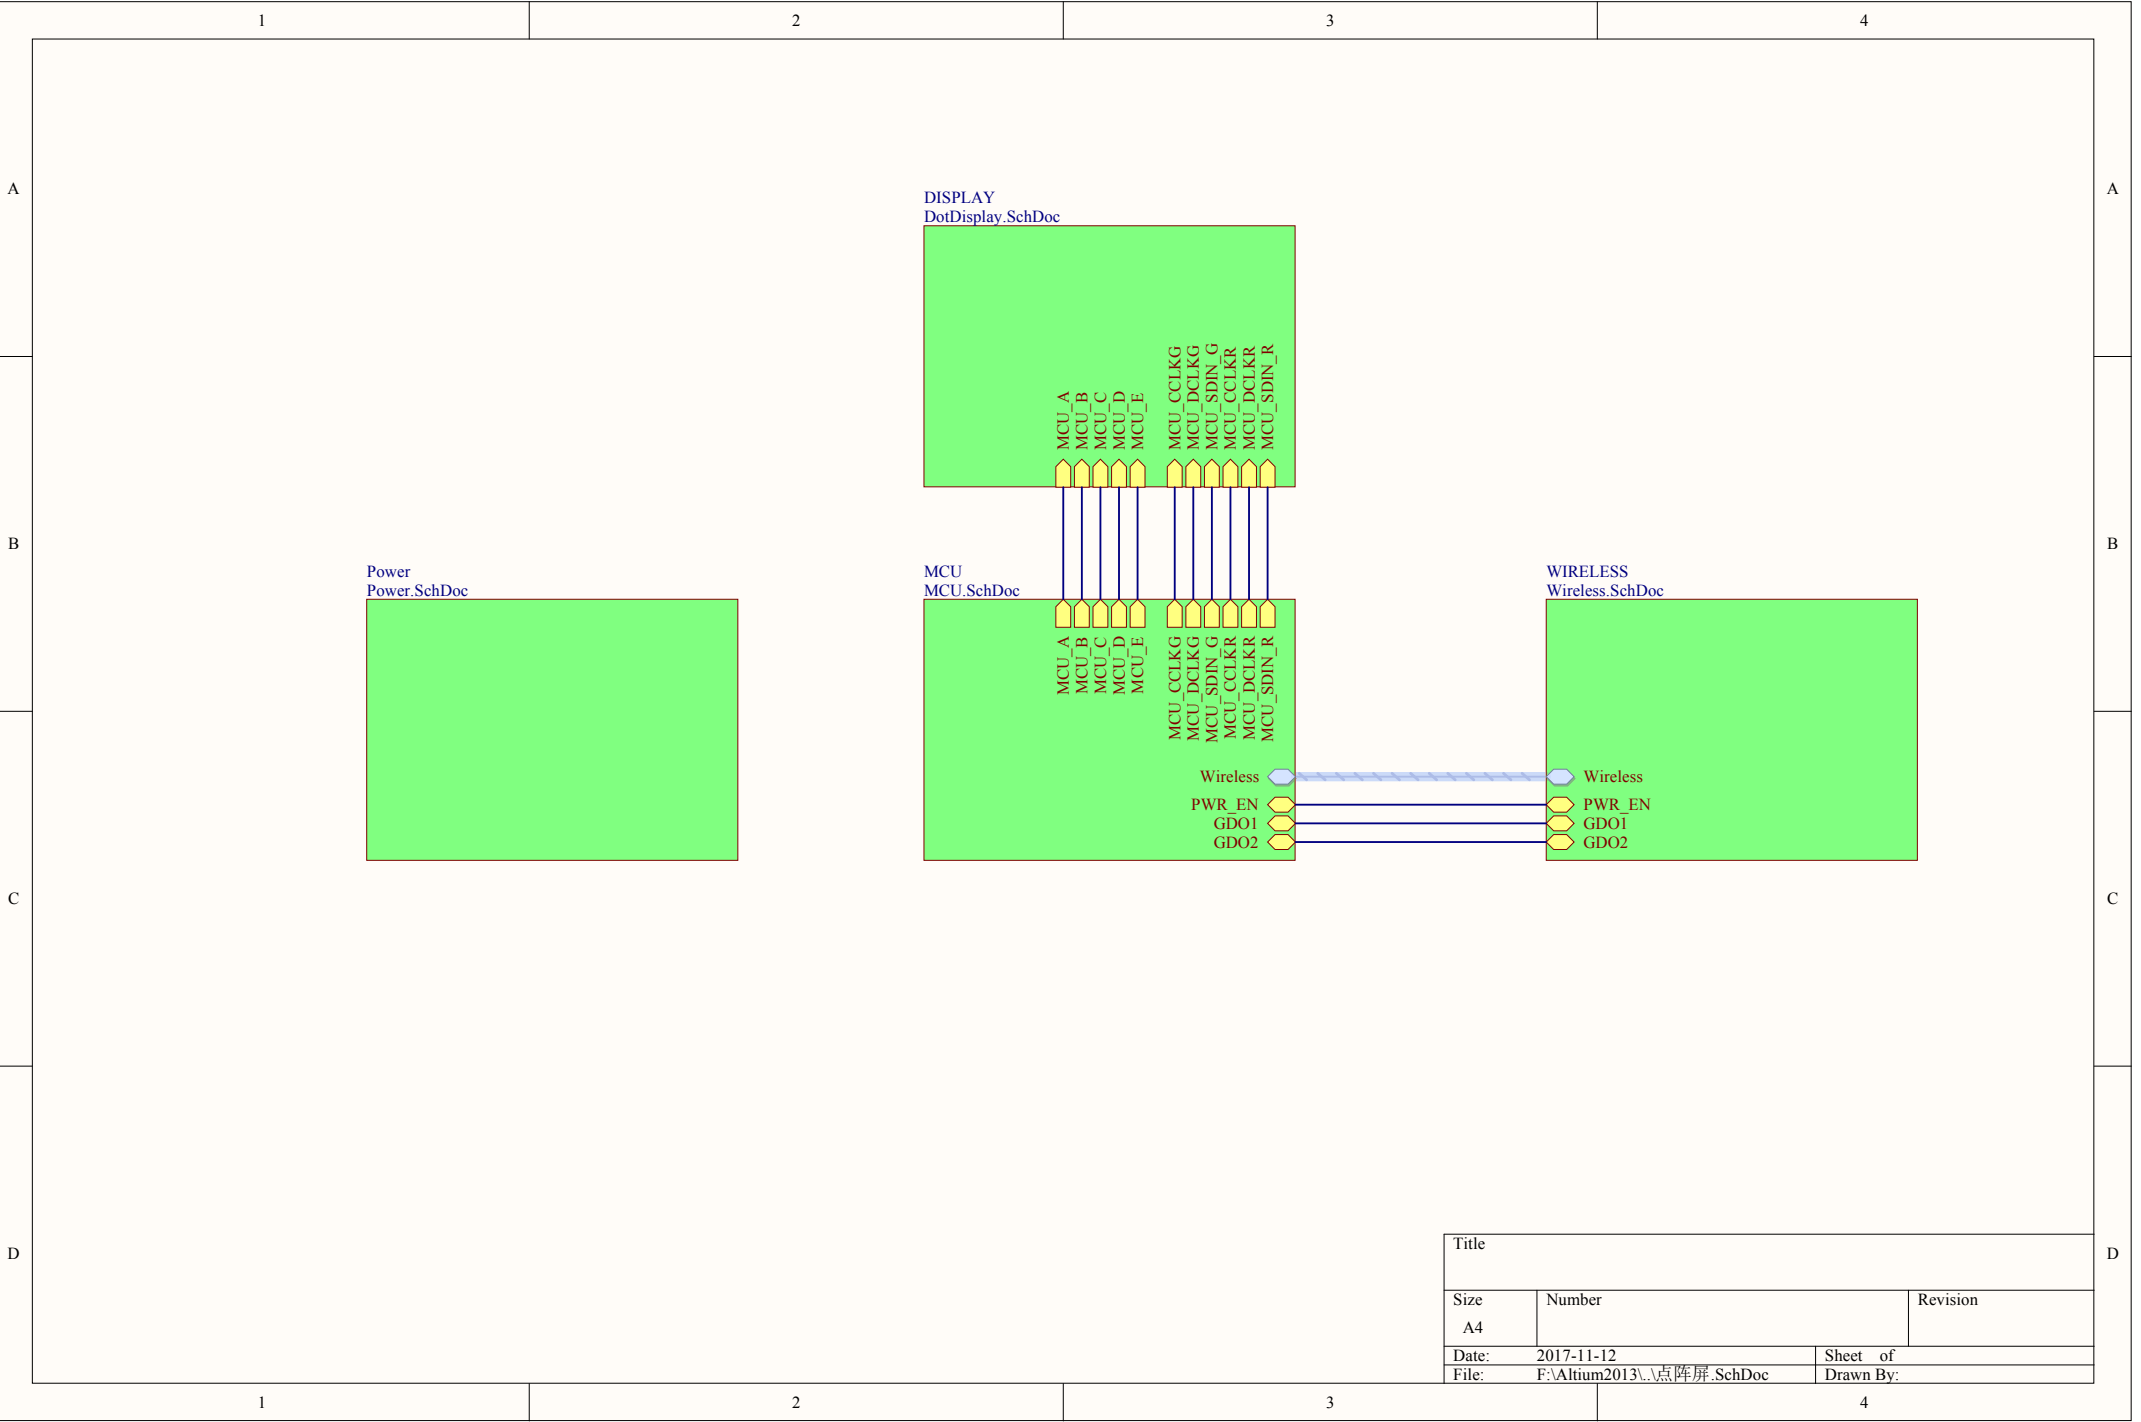 1 2 3 4
A A
DISPLAY
DotDisplay.SchDoc
MCU_A
MCU_B
MCU_C
MCU_D
MCU_E
MCU_CCLKG
MCU_DCLKG
MCU_SDIN_G
MCU_CCLKR
MCU_DCLKR
MCU_SDIN_R
B B
Power
Power.SchDoc
MCU
MCU.SchDoc
MCU_A
MCU_B
MCU_C
MCU_D
MCU_E
MCU_CCLKG
MCU_DCLKG
MCU_SDIN_G
MCU_CCLKR
MCU_DCLKR
MCU_SDIN_R
Wireless
PWR_EN
GDO1
GDO2
WIRELESS
Wireless.SchDoc
Wireless
PWR_EN
GDO1
GDO2
C C
D D
Title
Size Number Revision
A4
Date: 2017-11-12 Sheet of
File: F:\Altium2013\..\点阵屏.SchDoc Drawn By:
1 2 3 4